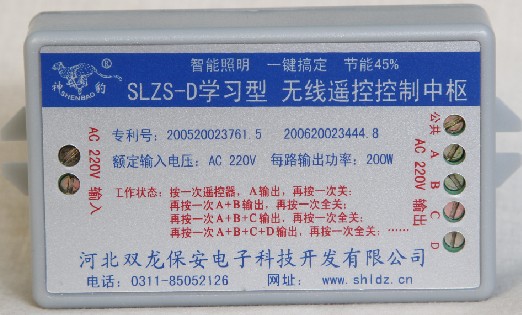 智能照明 一键搞定 节能45%
神豹
SHENBAO
®
SLZS-D学习型 无线遥控控制中枢
专利号：200520023761.5 200620023444.8
额定输入电压：AC 220V 每路输出功率：200W
AC 220V 输入
工作状态：按一次遥控器，A输出，再按一次关；
再按一次A+B输出，再按一次全关；
再按一次A+B+C输出，再按一次全关；
再按一次A+B+C+D输出，再按一次全关；……
公共 A B C D
AC 220V 输出
河北双龙保安电子科技开发有限公司
电话：0311-85052126 网址：www.shldz.cn